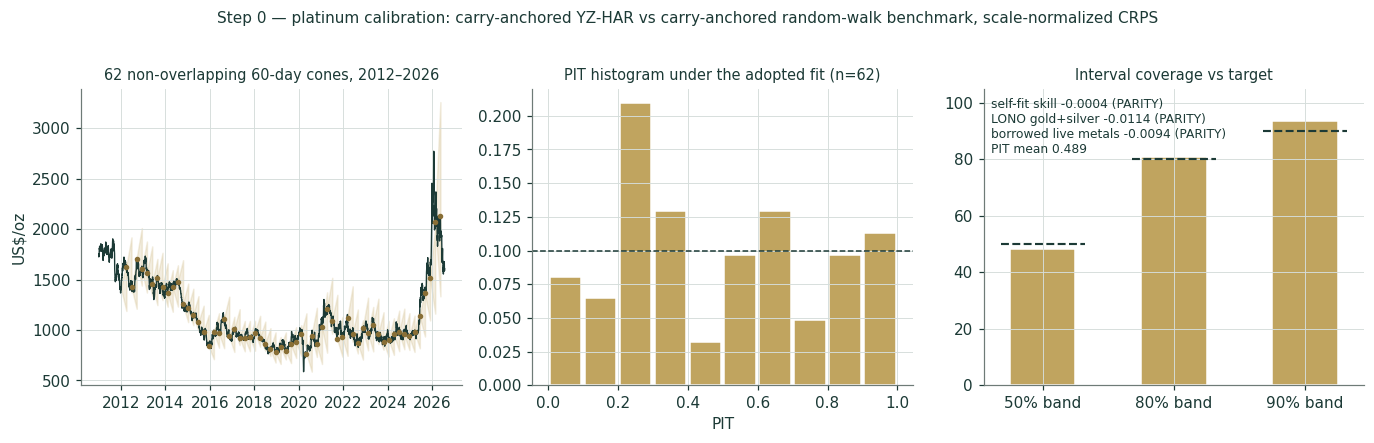 Step 0 — platinum calibration: carry-anchored YZ-HAR vs carry-anchored random-walk benchmark, scale-normalized CRPS
62 non-overlapping 60-day cones, 2012–2026
US$/oz
3000
2500
2000
1500
1000
500
2012 2014 2016 2018 2020 2022 2024 2026
PIT histogram under the adopted fit (n=62)
0.200
0.175
0.150
0.125
0.100
0.075
0.050
0.025
0.000
0.0 0.2 0.4 0.6 0.8 1.0
PIT
Interval coverage vs target
self-fit skill -0.0004 (PARITY)
LONO gold+silver -0.0114 (PARITY)
borrowed live metals -0.0094 (PARITY)
PIT mean 0.489
100
80
60
40
20
0
50% band 80% band 90% band